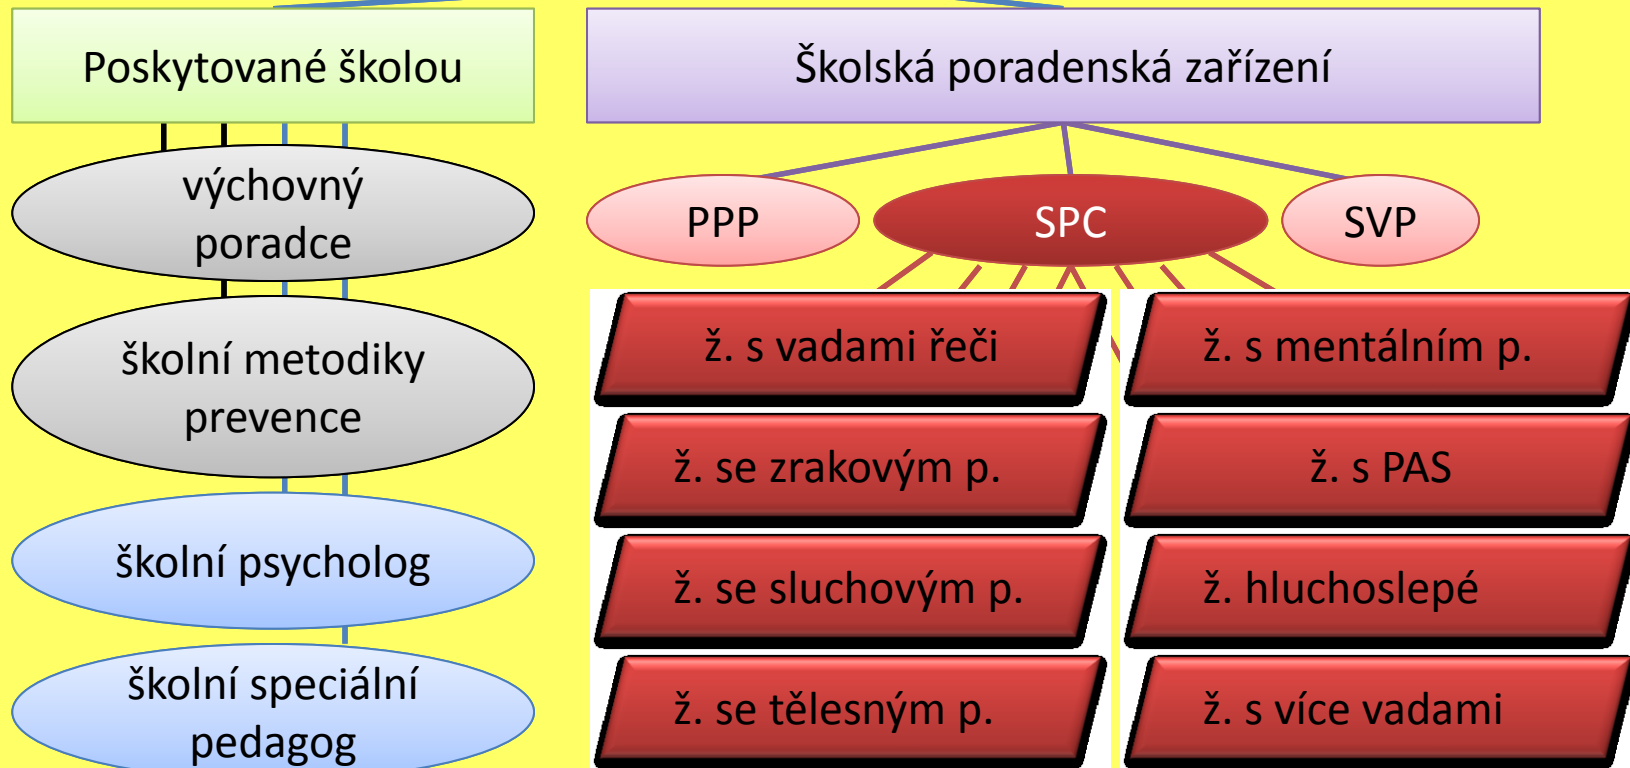 Poskytované školou
výchovný
poradce
školní metodiky
prevence
školní psycholog
školní speciální
pedagog
Školská poradenská zařízení
PPP
SPC
SVP
ž. s vadami řeči
ž. s mentálním p.
ž. se zrakovým p.
ž. s PAS
ž. se sluchovým p.
ž. hluchoslepé
ž. se tělesným p.
ž. s více vadami